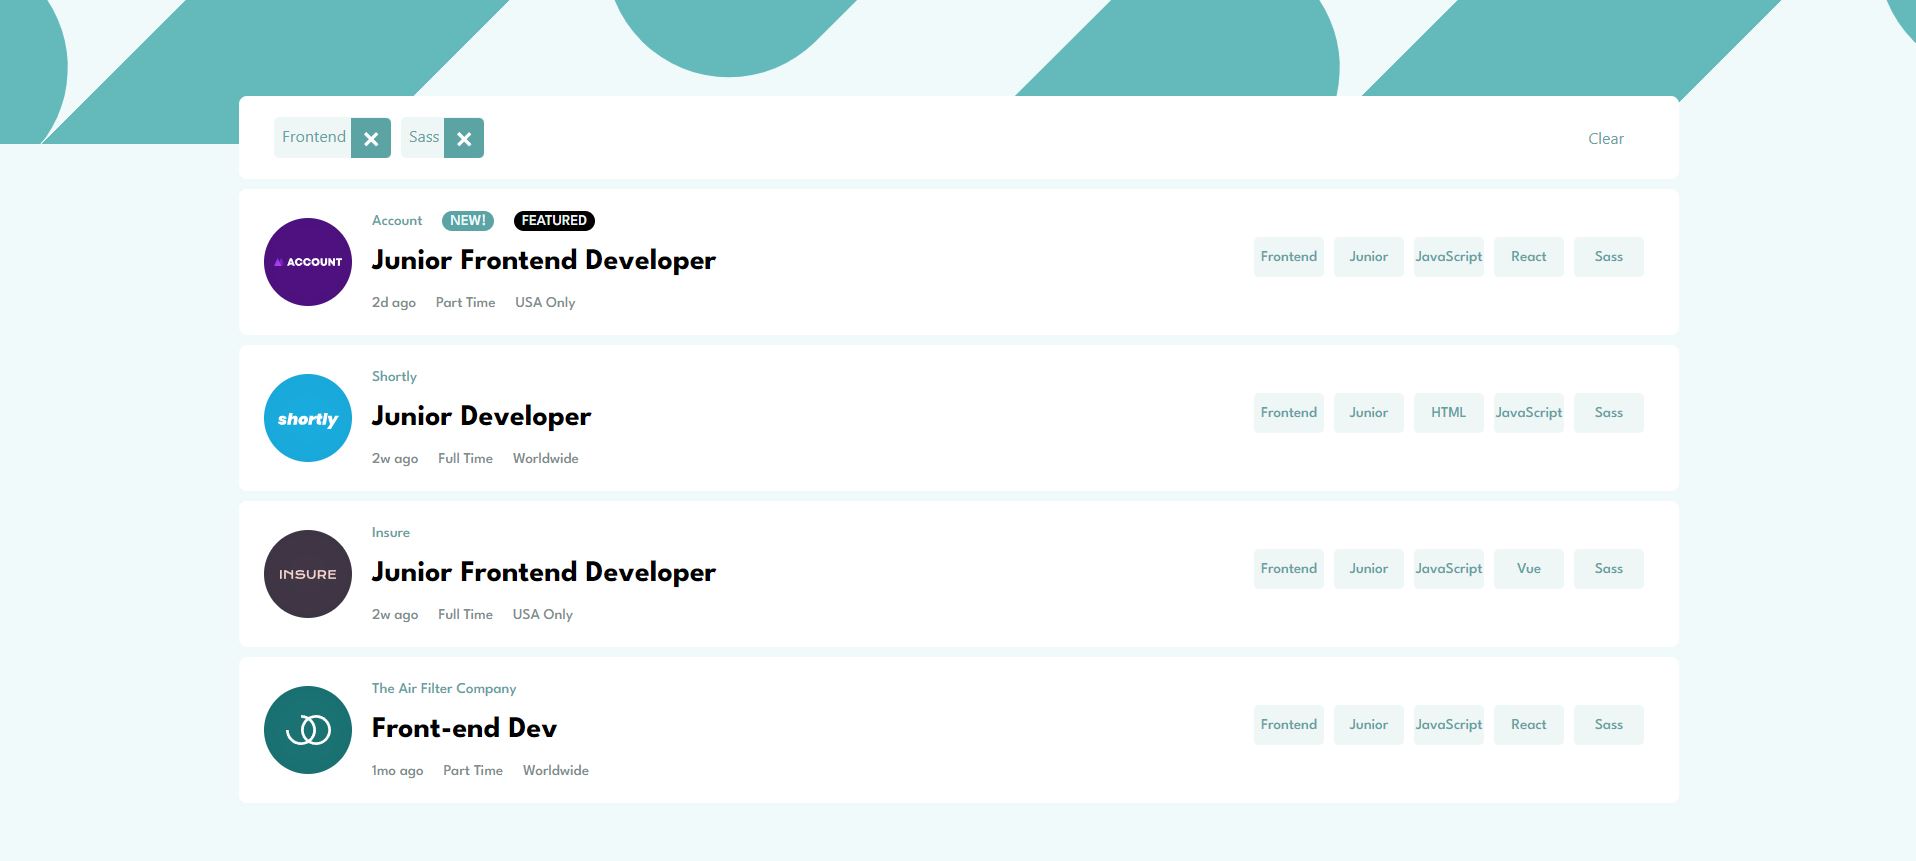 Frontend Sass Clear
Account NEW! FEATURED
ACCOUNT
Junior Frontend Developer
2d ago Part Time USA Only
Frontend Junior JavaScript React Sass
Shortly
shortly
Junior Developer
2w ago Full Time Worldwide
Frontend Junior HTML JavaScript Sass
Insure
INSURE
Junior Frontend Developer
2w ago Full Time USA Only
Frontend Junior JavaScript Vue Sass
The Air Filter Company
Front-end Dev
1mo ago Part Time Worldwide
Frontend Junior JavaScript React Sass